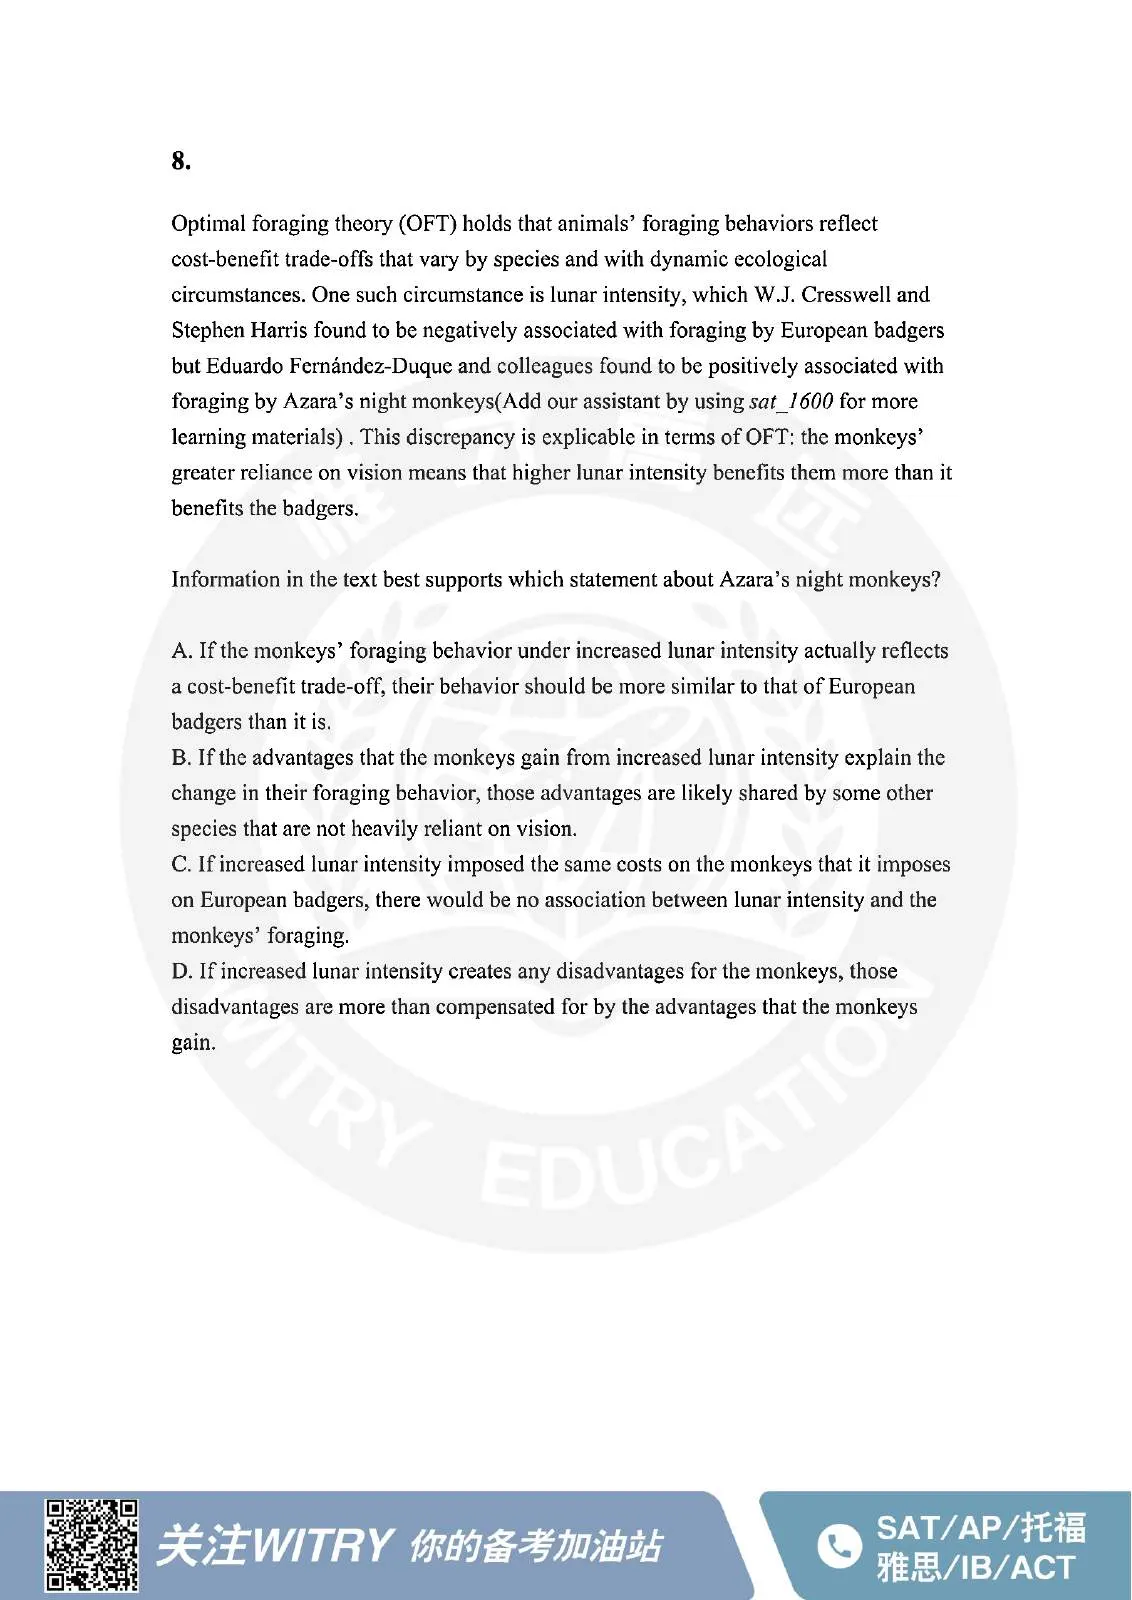 8.
Optimal foraging theory (OFT) holds that animals’ foraging behaviors reflect
cost-benefit trade-offs that vary by species and with dynamic ecological
circumstances. One such circumstance is lunar intensity, which W.J. Cresswell and
Stephen Harris found to be negatively associated with foraging by European badgers
but Eduardo Fernández-Duque and colleagues found to be positively associated with
foraging by Azara’s night monkeys(Add our assistant by using sat_1600 for more
learning materials) . This discrepancy is explicable in terms of OFT: the monkeys’
greater reliance on vision means that higher lunar intensity benefits them more than it
benefits the badgers.
Information in the text best supports which statement about Azara’s night monkeys?
A. If the monkeys’ foraging behavior under increased lunar intensity actually reflects
a cost-benefit trade-off, their behavior should be more similar to that of European
badgers than it is.
B. If the advantages that the monkeys gain from increased lunar intensity explain the
change in their foraging behavior, those advantages are likely shared by some other
species that are not heavily reliant on vision.
C. If increased lunar intensity imposed the same costs on the monkeys that it imposes
on European badgers, there would be no association between lunar intensity and the
monkeys’ foraging.
D. If increased lunar intensity creates any disadvantages for the monkeys, those
disadvantages are more than compensated for by the advantages that the monkeys
gain.
WITRY EDUCATION
关注WITRY 你的备考加油站
SAT/AP/托福
雅思/IB/ACT